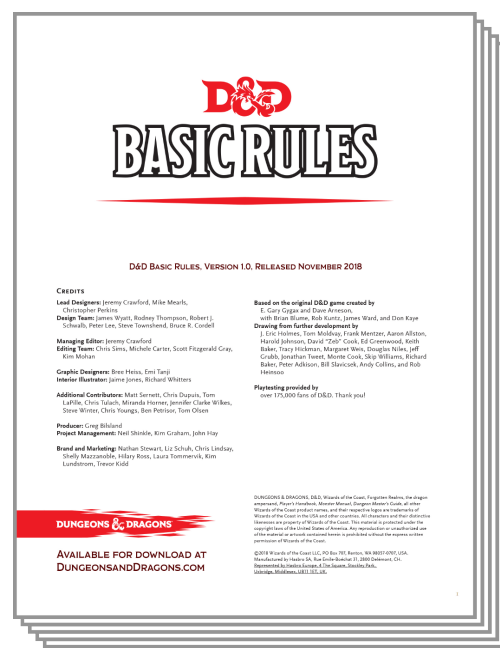 D&D
BASIC RULES
D&D Basic Rules, Version 1.0, Released November 2018
Credits
Lead Designers: Jeremy Crawford, Mike Mearls,
Christopher Perkins
Design Team: James Wyatt, Rodney Thompson, Robert J.
Schwalb, Peter Lee, Steve Townshend, Bruce R. Cordell
Managing Editor: Jeremy Crawford
Editing Team: Chris Sims, Michele Carter, Scott Fitzgerald Gray,
Kim Mohan
Graphic Designers: Bree Heiss, Emi Tanji
Interior Illustrator: Jaime Jones, Richard Whitters
Additional Contributors: Matt Sernett, Chris Dupuis, Tom
LaPille, Chris Tulach, Miranda Horner, Jennifer Clarke Wilkes,
Steve Winter, Chris Youngs, Ben Petrisor, Tom Olsen
Producer: Greg Bilsland
Project Management: Neil Shinkle, Kim Graham, John Hay
Brand and Marketing: Nathan Stewart, Liz Schuh, Chris Lindsay,
Shelly Mazzanoble, Hilary Ross, Laura Tommervik, Kim
Lundstrom, Trevor Kidd
Based on the original D&D game created by
E. Gary Gygax and Dave Arneson,
with Brian Blume, Rob Kuntz, James Ward, and Don Kaye
Drawing from further development by
J. Eric Holmes, Tom Moldvay, Frank Mentzer, Aaron Allston,
Harold Johnson, David “Zeb” Cook, Ed Greenwood, Keith
Baker, Tracy Hickman, Margaret Weis, Douglas Niles, Jeff
Grubb, Jonathan Tweet, Monte Cook, Skip Williams, Richard
Baker, Peter Adkison, Bill Slavicsek, Andy Collins, and Rob
Heinsoo
Playtesting provided by
over 175,000 fans of D&D. Thank you!
DUNGEONS & DRAGONS
Available for download at
DungeonsandDragons.com
DUNGEONS & DRAGONS, D&D, Wizards of the Coast, Forgotten Realms, the dragon
ampersand, Player’s Handbook, Monster Manual, Dungeon Master’s Guide, all other
Wizards of the Coast product names, and their respective logos are trademarks of
Wizards of the Coast in the USA and other countries. All characters and their distinctive
likenesses are property of Wizards of the Coast. This material is protected under the
copyright laws of the United States of America. Any reproduction or unauthorized use
of the material or artwork contained herein is prohibited without the express written
permission of Wizards of the Coast.
©2018 Wizards of the Coast LLC, PO Box 707, Renton, WA 98057-0707, USA.
Manufactured by Hasbro SA, Rue Emile-Boéchat 31, 2800 Delémont, CH.
Represented by Hasbro Europe, 4 The Square, Stockley Park,
Uxbridge, Middlesex, UB11 1ET, UK.